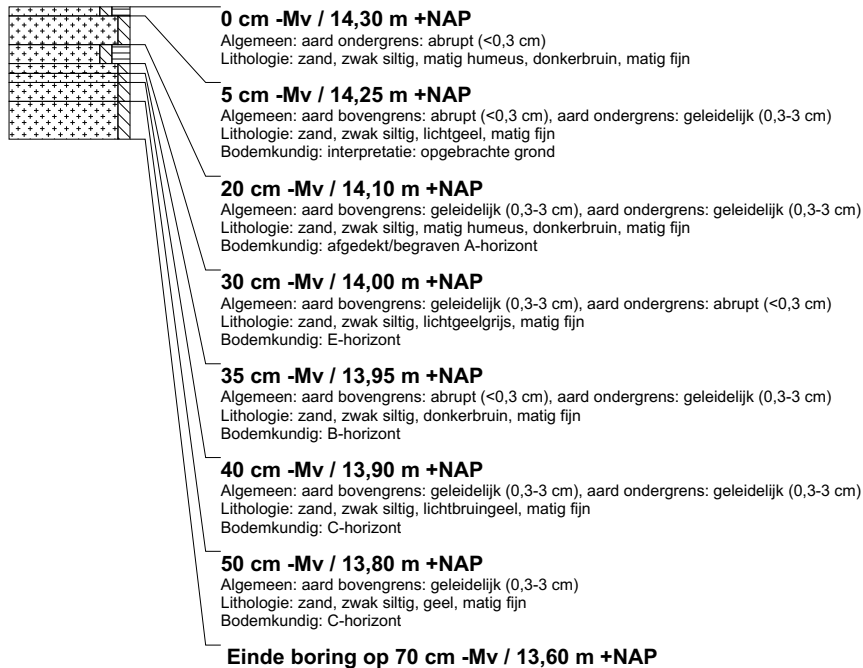 0 cm -Mv / 14,30 m +NAP
Algemeen: aard ondergrens: abrupt (<0,3 cm)
Lithologie: zand, zwak siltig, matig humeus, donkerbruin, matig fijn
5 cm -Mv / 14,25 m +NAP
Algemeen: aard bovengrens: abrupt (<0,3 cm), aard ondergrens: geleidelijk (0,3-3 cm)
Lithologie: zand, zwak siltig, lichtgeel, matig fijn
Bodemkundig: interpretatie: opgebrachte grond
20 cm -Mv / 14,10 m +NAP
Algemeen: aard bovengrens: geleidelijk (0,3-3 cm), aard ondergrens: geleidelijk (0,3-3 cm)
Lithologie: zand, zwak siltig, matig humeus, donkerbruin, matig fijn
Bodemkundig: afgedekt/begraven A-horizont
30 cm -Mv / 14,00 m +NAP
Algemeen: aard bovengrens: geleidelijk (0,3-3 cm), aard ondergrens: abrupt (<0,3 cm)
Lithologie: zand, zwak siltig, lichtgeelgrijs, matig fijn
Bodemkundig: E-horizont
35 cm -Mv / 13,95 m +NAP
Algemeen: aard bovengrens: abrupt (<0,3 cm), aard ondergrens: geleidelijk (0,3-3 cm)
Lithologie: zand, zwak siltig, donkerbruin, matig fijn
Bodemkundig: B-horizont
40 cm -Mv / 13,90 m +NAP
Algemeen: aard bovengrens: geleidelijk (0,3-3 cm), aard ondergrens: geleidelijk (0,3-3 cm)
Lithologie: zand, zwak siltig, lichtbruingeel, matig fijn
Bodemkundig: C-horizont
50 cm -Mv / 13,80 m +NAP
Algemeen: aard bovengrens: geleidelijk (0,3-3 cm)
Lithologie: zand, zwak siltig, geel, matig fijn
Bodemkundig: C-horizont
Einde boring op 70 cm -Mv / 13,60 m +NAP